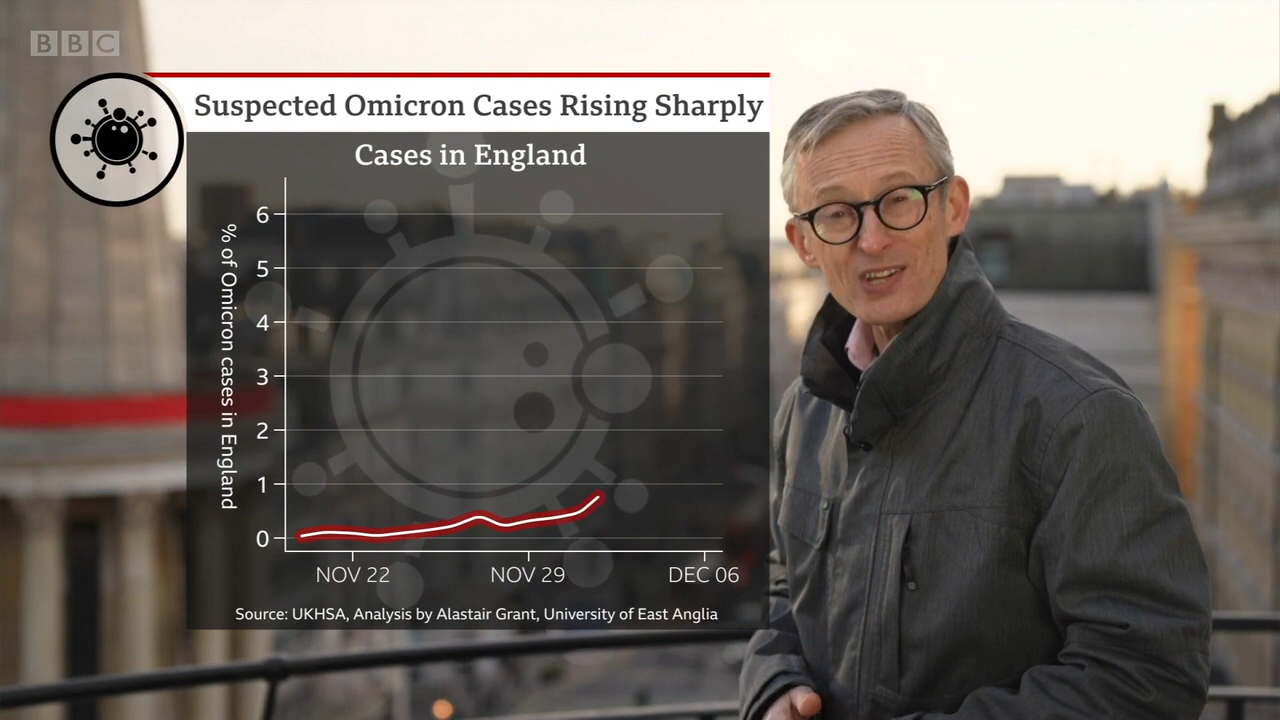 BBC
Suspected Omicron Cases Rising Sharply
Cases in England
% of Omicron cases in England
6
5
4
3
2
1
0
NOV 22
NOV 29
DEC 06
Source: UKHSA, Analysis by Alastair Grant, University of East Anglia